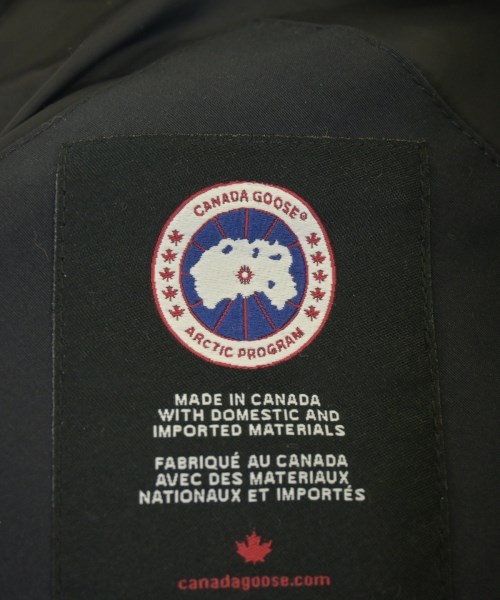 CANADA GOOSE®
ARCTIC PROGRAM
MADE IN CANADA
WITH DOMESTIC AND
IMPORTED MATERIALS
FABRIQUÉ AU CANADA
AVEC DES MATERIAUX
NATIONAUX ET IMPORTÉS
canadagoose.com